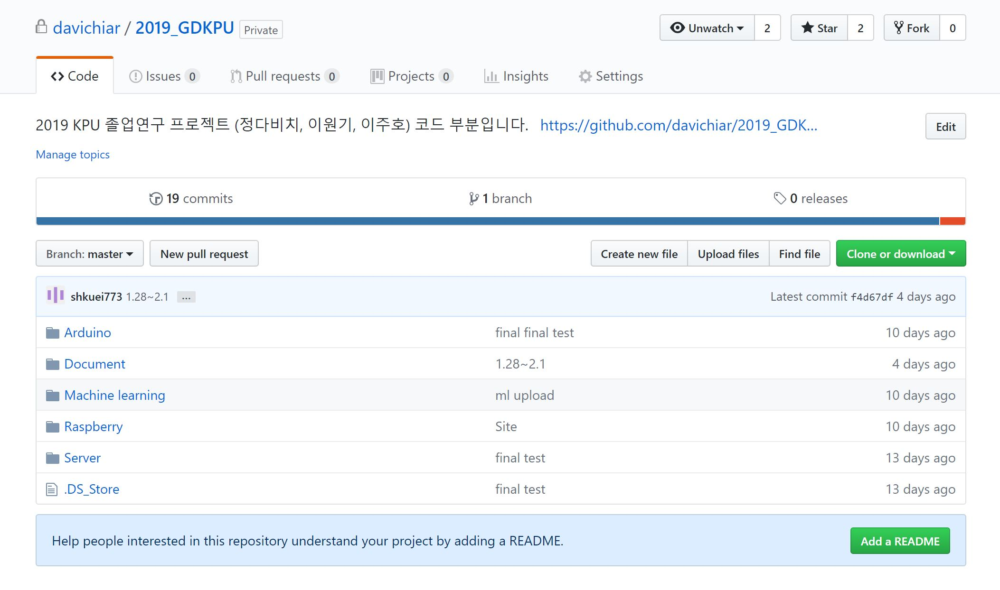 davichiar / 2019_GDKPU Private
Unwatch 2 Star 2 Fork 0
Code Issues 0 Pull requests 0 Projects 0 Insights Settings
2019 KPU 졸업연구 프로젝트 (정다비치, 이원기, 이주호) 코드 부분입니다. https://github.com/davichiar/2019_GDK...
Edit
Manage topics
19 commits 1 branch 0 releases
Branch: master New pull request Create new file Upload files Find file Clone or download
shkuei773 1.28~2.1 ... Latest commit f4d67df 4 days ago
Arduino final final test 10 days ago
Document 1.28~2.1 4 days ago
Machine learning ml upload 10 days ago
Raspberry Site 10 days ago
Server final test 13 days ago
.DS_Store final test 13 days ago
Help people interested in this repository understand your project by adding a README. Add a README